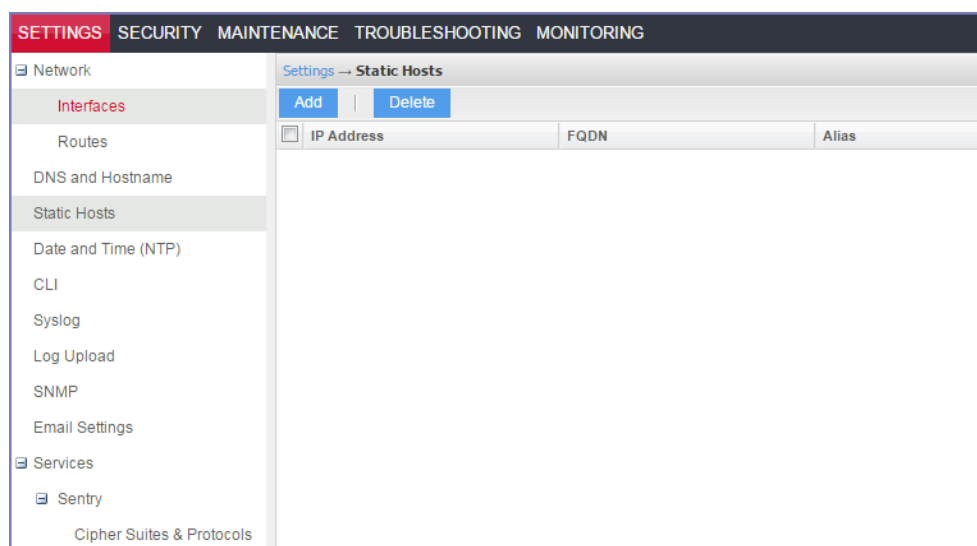 SETTINGS SECURITY MAINTENANCE TROUBLESHOOTING MONITORING
Network
Interfaces
Routes
DNS and Hostname
Static Hosts
Date and Time (NTP)
CLI
Syslog
Log Upload
SNMP
Email Settings
Services
Sentry
Cipher Suites & Protocols
Settings → Static Hosts
Add | Delete
IP Address FQDN Alias